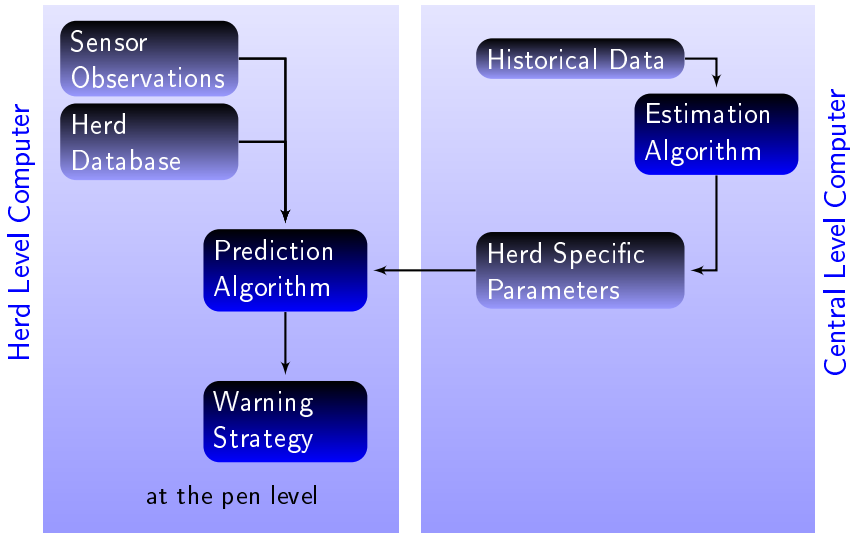 Herd Level Computer
Sensor
Observations
Herd
Database
Prediction
Algorithm
Warning
Strategy
at the pen level
Historical Data
Estimation
Algorithm
Herd Specific
Parameters
Central Level Computer